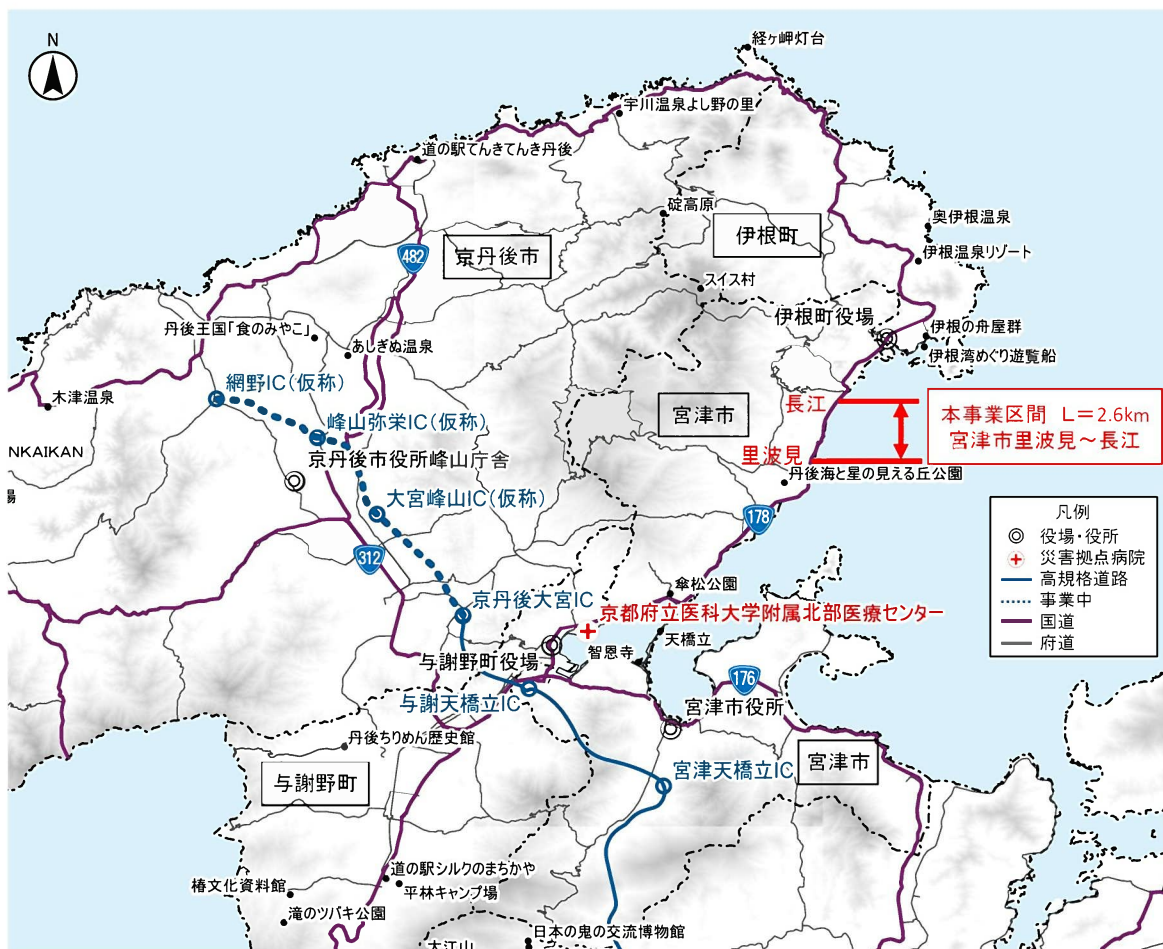 N
経ヶ岬灯台
宇川温泉よし野の里
道の駅てんきてんき丹後
碇高原
奥伊根温泉
伊根町
482
京丹後市
伊根温泉リゾート
スイス村
伊根町役場
丹後王国「食のみやこ」
伊根の舟屋群
あしぎぬ温泉
伊根湾めぐり遊覧船
網野IC(仮称)
木津温泉
長江
宮津市
本事業区間 L=2.6km
宮津市里波見~長江
峰山弥栄IC(仮称)
NKAIKAN
京丹後市役所峰山庁舎
里波見
丹後海と星の見える丘公園
場
大宮峰山IC(仮称)
178
凡例
役場・役所
災害拠点病院
高規格道路
事業中
国道
府道
312
傘松公園
京丹後大宮IC
京都府立医科大学附属北部医療センター
天橋立
智恩寺
与謝野町役場
176
与謝天橋立IC
宮津市役所
丹後ちりめん歴史館
宮津市
宮津天橋立IC
与謝野町
道の駅シルクのまちかや
椿文化資料館
平林キャンプ場
滝のツバキ公園
日本の鬼の交流博物館
大江山